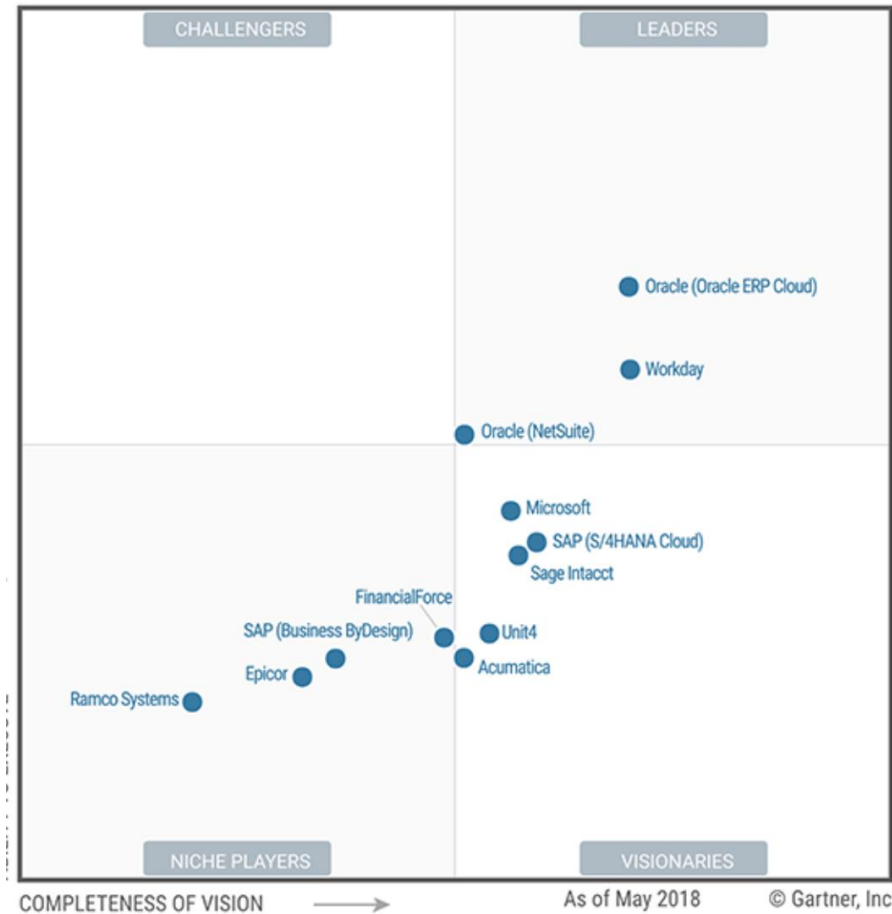 CHALLENGERS
LEADERS
Oracle (Oracle ERP Cloud)
Workday
Oracle (NetSuite)
Microsoft
SAP (S/4HANA Cloud)
Sage Intacct
FinancialForce
SAP (Business ByDesign)
Unit4
Epicor
Acumatica
Ramco Systems
NICHE PLAYERS
VISIONARIES
COMPLETENESS OF VISION
As of May 2018
© Gartner, Inc